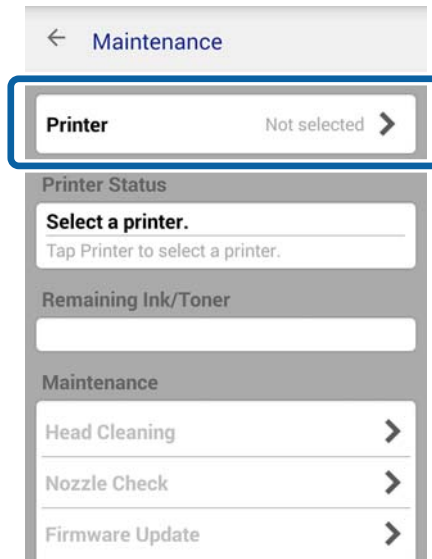 Maintenance
Printer Not selected
Printer Status
Select a printer.
Tap Printer to select a printer.
Remaining Ink/Toner
Maintenance
Head Cleaning
Nozzle Check
Firmware Update